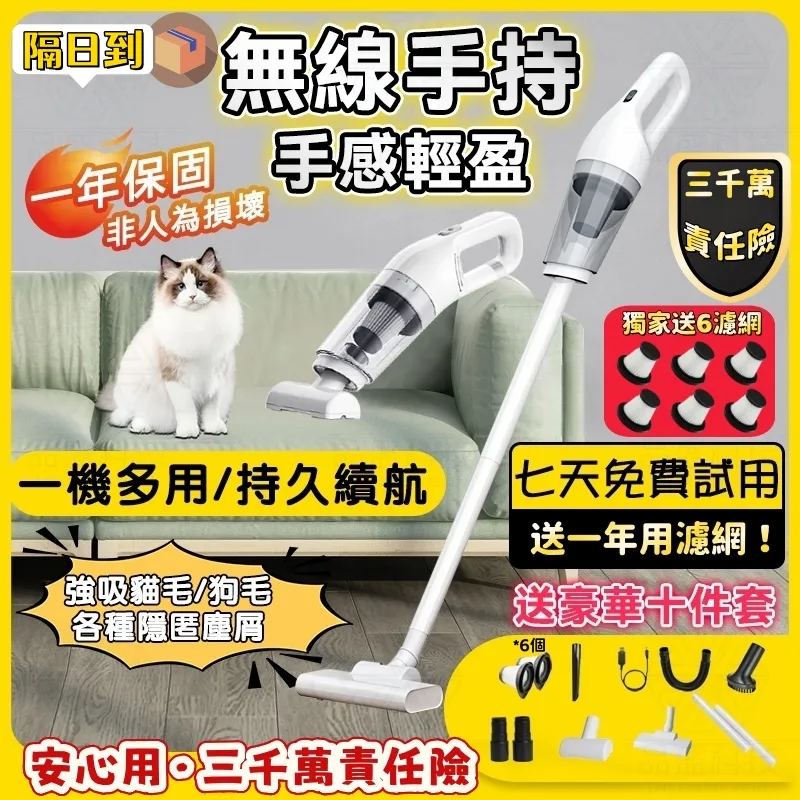 隔日到
無線手持
手感輕盈
一年保固
非人為損壞
三千萬
責任險
獨家送6濾網
一機多用/持久續航
七天免費試用
送一年用濾網！
強吸貓毛/狗毛
各種隱匿塵屑
送豪華十件套
*6個
安心用·三千萬責任險